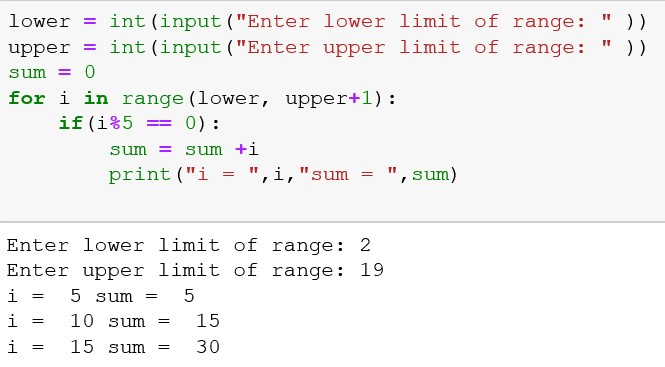 lower = int(input("Enter lower limit of range: " ))
upper = int(input("Enter upper limit of range: " ))
sum = 0
for i in range(lower, upper+1):
    if(i%5 == 0):
        sum = sum +i
        print("i = ",i,"sum = ",sum)
Enter lower limit of range: 2
Enter upper limit of range: 19
i =  5 sum =  5
i =  10 sum =  15
i =  15 sum =  30